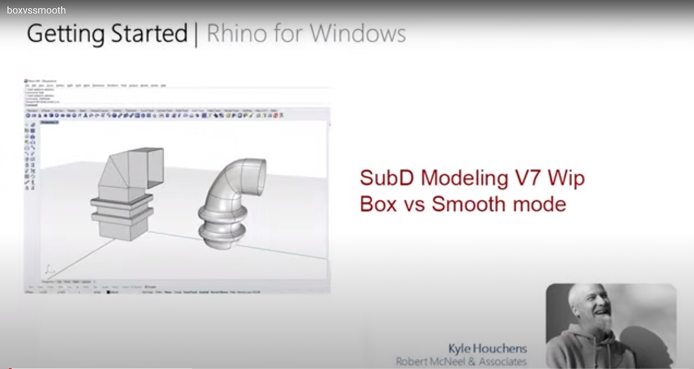 boxvssmooth
Getting Started | Rhino for Windows
SubD Modeling V7 Wip
Box vs Smooth mode
Kyle Houchens
Robert McNeel & Associates